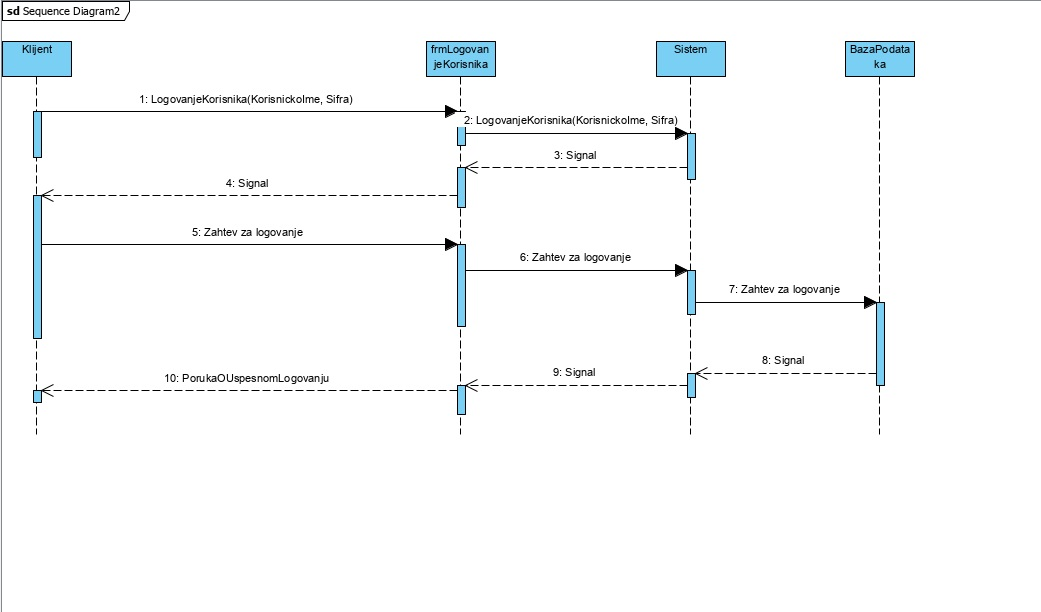 sd Sequence Diagram2
Klijent
frmLogovan
jeKorisnika
Sistem
BazaPodata
ka
1: LogovanjeKorisnika(KorisnickoIme, Sifra)
2: LogovanjeKorisnika(KorisnickoIme, Sifra)
3: Signal
4: Signal
5: Zahtev za logovanje
6: Zahtev za logovanje
7: Zahtev za logovanje
8: Signal
9: Signal
10: PorukaOUspesnomLogovanju